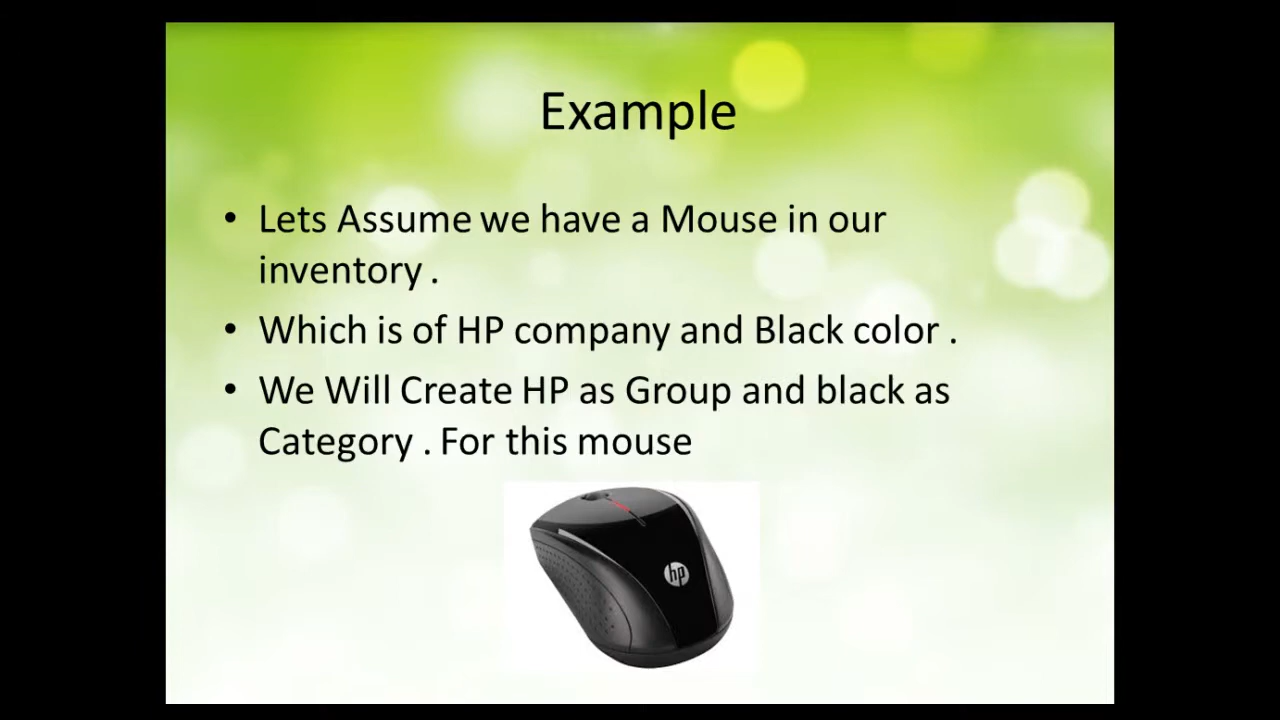 Example
• Lets Assume we have a Mouse in our
inventory .
• Which is of HP company and Black color .
• We Will Create HP as Group and black as
Category . For this mouse
hp